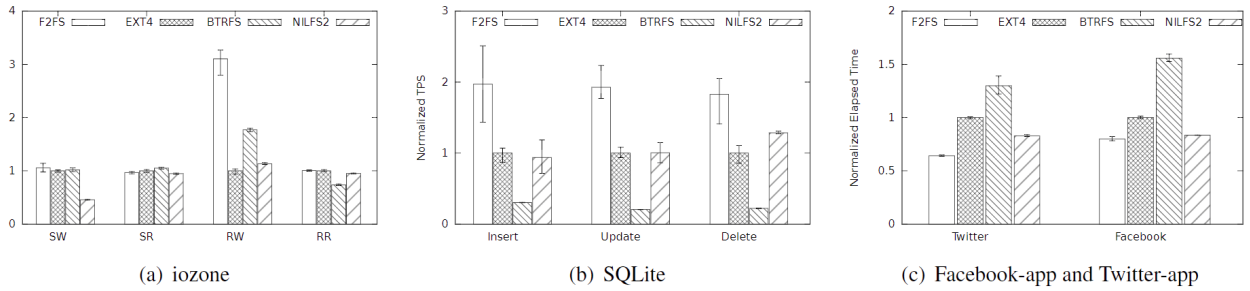 F2FS EXT4 BTRFS NILFS2
4
3
2
1
0
SW SR RW RR
(a) iozone
F2FS EXT4 BTRFS NILFS2
Normalized TPS
3
2
1
0
Insert Update Delete
(b) SQLite
F2FS EXT4 BTRFS NILFS2
Normalized Elapsed Time
2
1.5
1
0.5
0
Twitter Facebook
(c) Facebook-app and Twitter-app